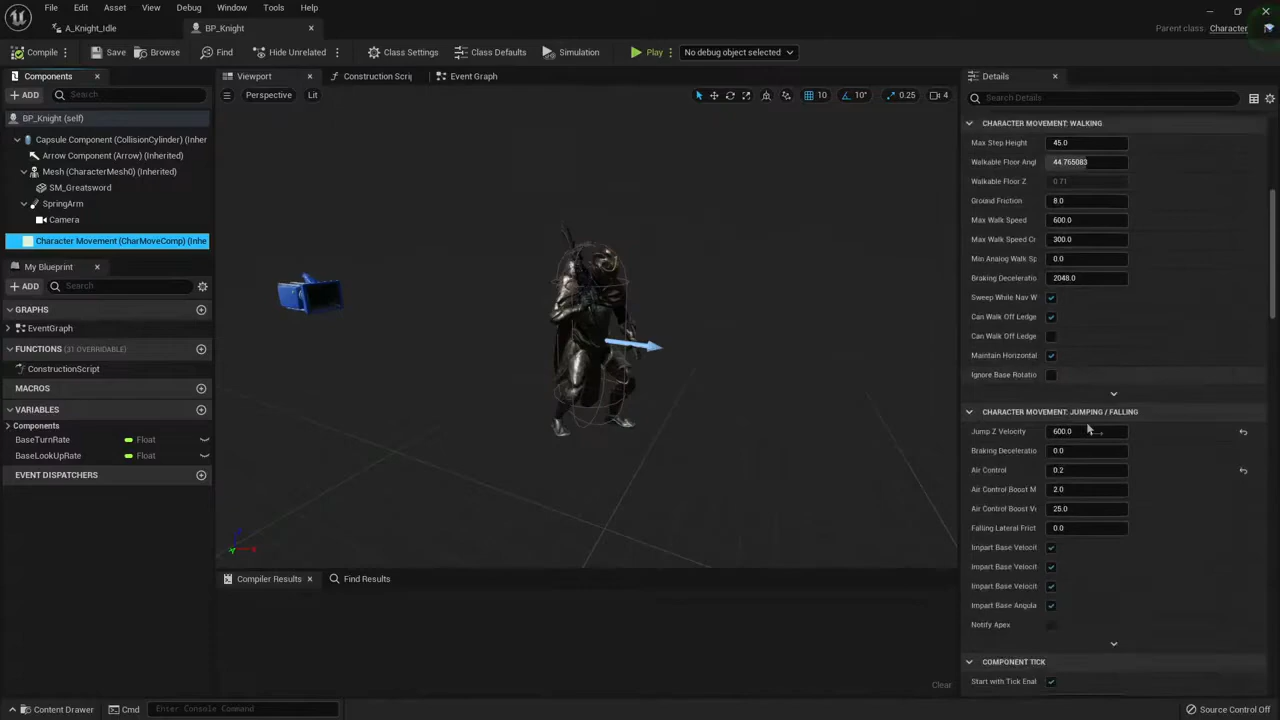 File Edit Asset View Debug Window Tools Help
A_Knight_Idle
BP_Knight
Parent class: Character
Compile Save Browse Find Hide Unrelated Class Settings Class Defaults Simulation Play No debug object selected
Components
ADD Search
BP_Knight (self)
Capsule Component (CollisionCylinder) (Inher
Arrow Component (Arrow) (Inherited)
Mesh (CharacterMesh0) (Inherited)
SM_Greatsword
SpringArm
Camera
Character Movement (CharMoveComp) (Inhe
My Blueprint
ADD Search
GRAPHS
EventGraph
FUNCTIONS (31 OVERRIDABLE)
ConstructionScript
MACROS
VARIABLES
Components
BaseTurnRate Float
BaseLookUpRate Float
EVENT DISPATCHERS
Viewport Construction Scrip Event Graph
Perspective Lit 10 10° 0.25 4
Compiler Results Find Results
Clear
Details
Search Details
CHARACTER MOVEMENT: WALKING
Max Step Height 45.0
Walkable Floor Angl 44.765083
Walkable Floor Z 0.71
Ground Friction 8.0
Max Walk Speed 600.0
Max Walk Speed Cr 300.0
Min Analog Walk Sp 0.0
Braking Deceleratio 2048.0
Sweep While Nav W
Can Walk Off Ledge
Can Walk Off Ledge
Maintain Horizontal
Ignore Base Rotatio
CHARACTER MOVEMENT: JUMPING / FALLING
Jump Z Velocity 600.0
Braking Deceleratio 0.0
Air Control 0.2
Air Control Boost M 2.0
Air Control Boost Ve 25.0
Falling Lateral Frict 0.0
Impart Base Velocit
Impart Base Velocit
Impart Base Velocit
Impart Base Angula
Notify Apex
COMPONENT TICK
Start with Tick Enal
Content Drawer Cmd Enter Console Command
Source Control Off